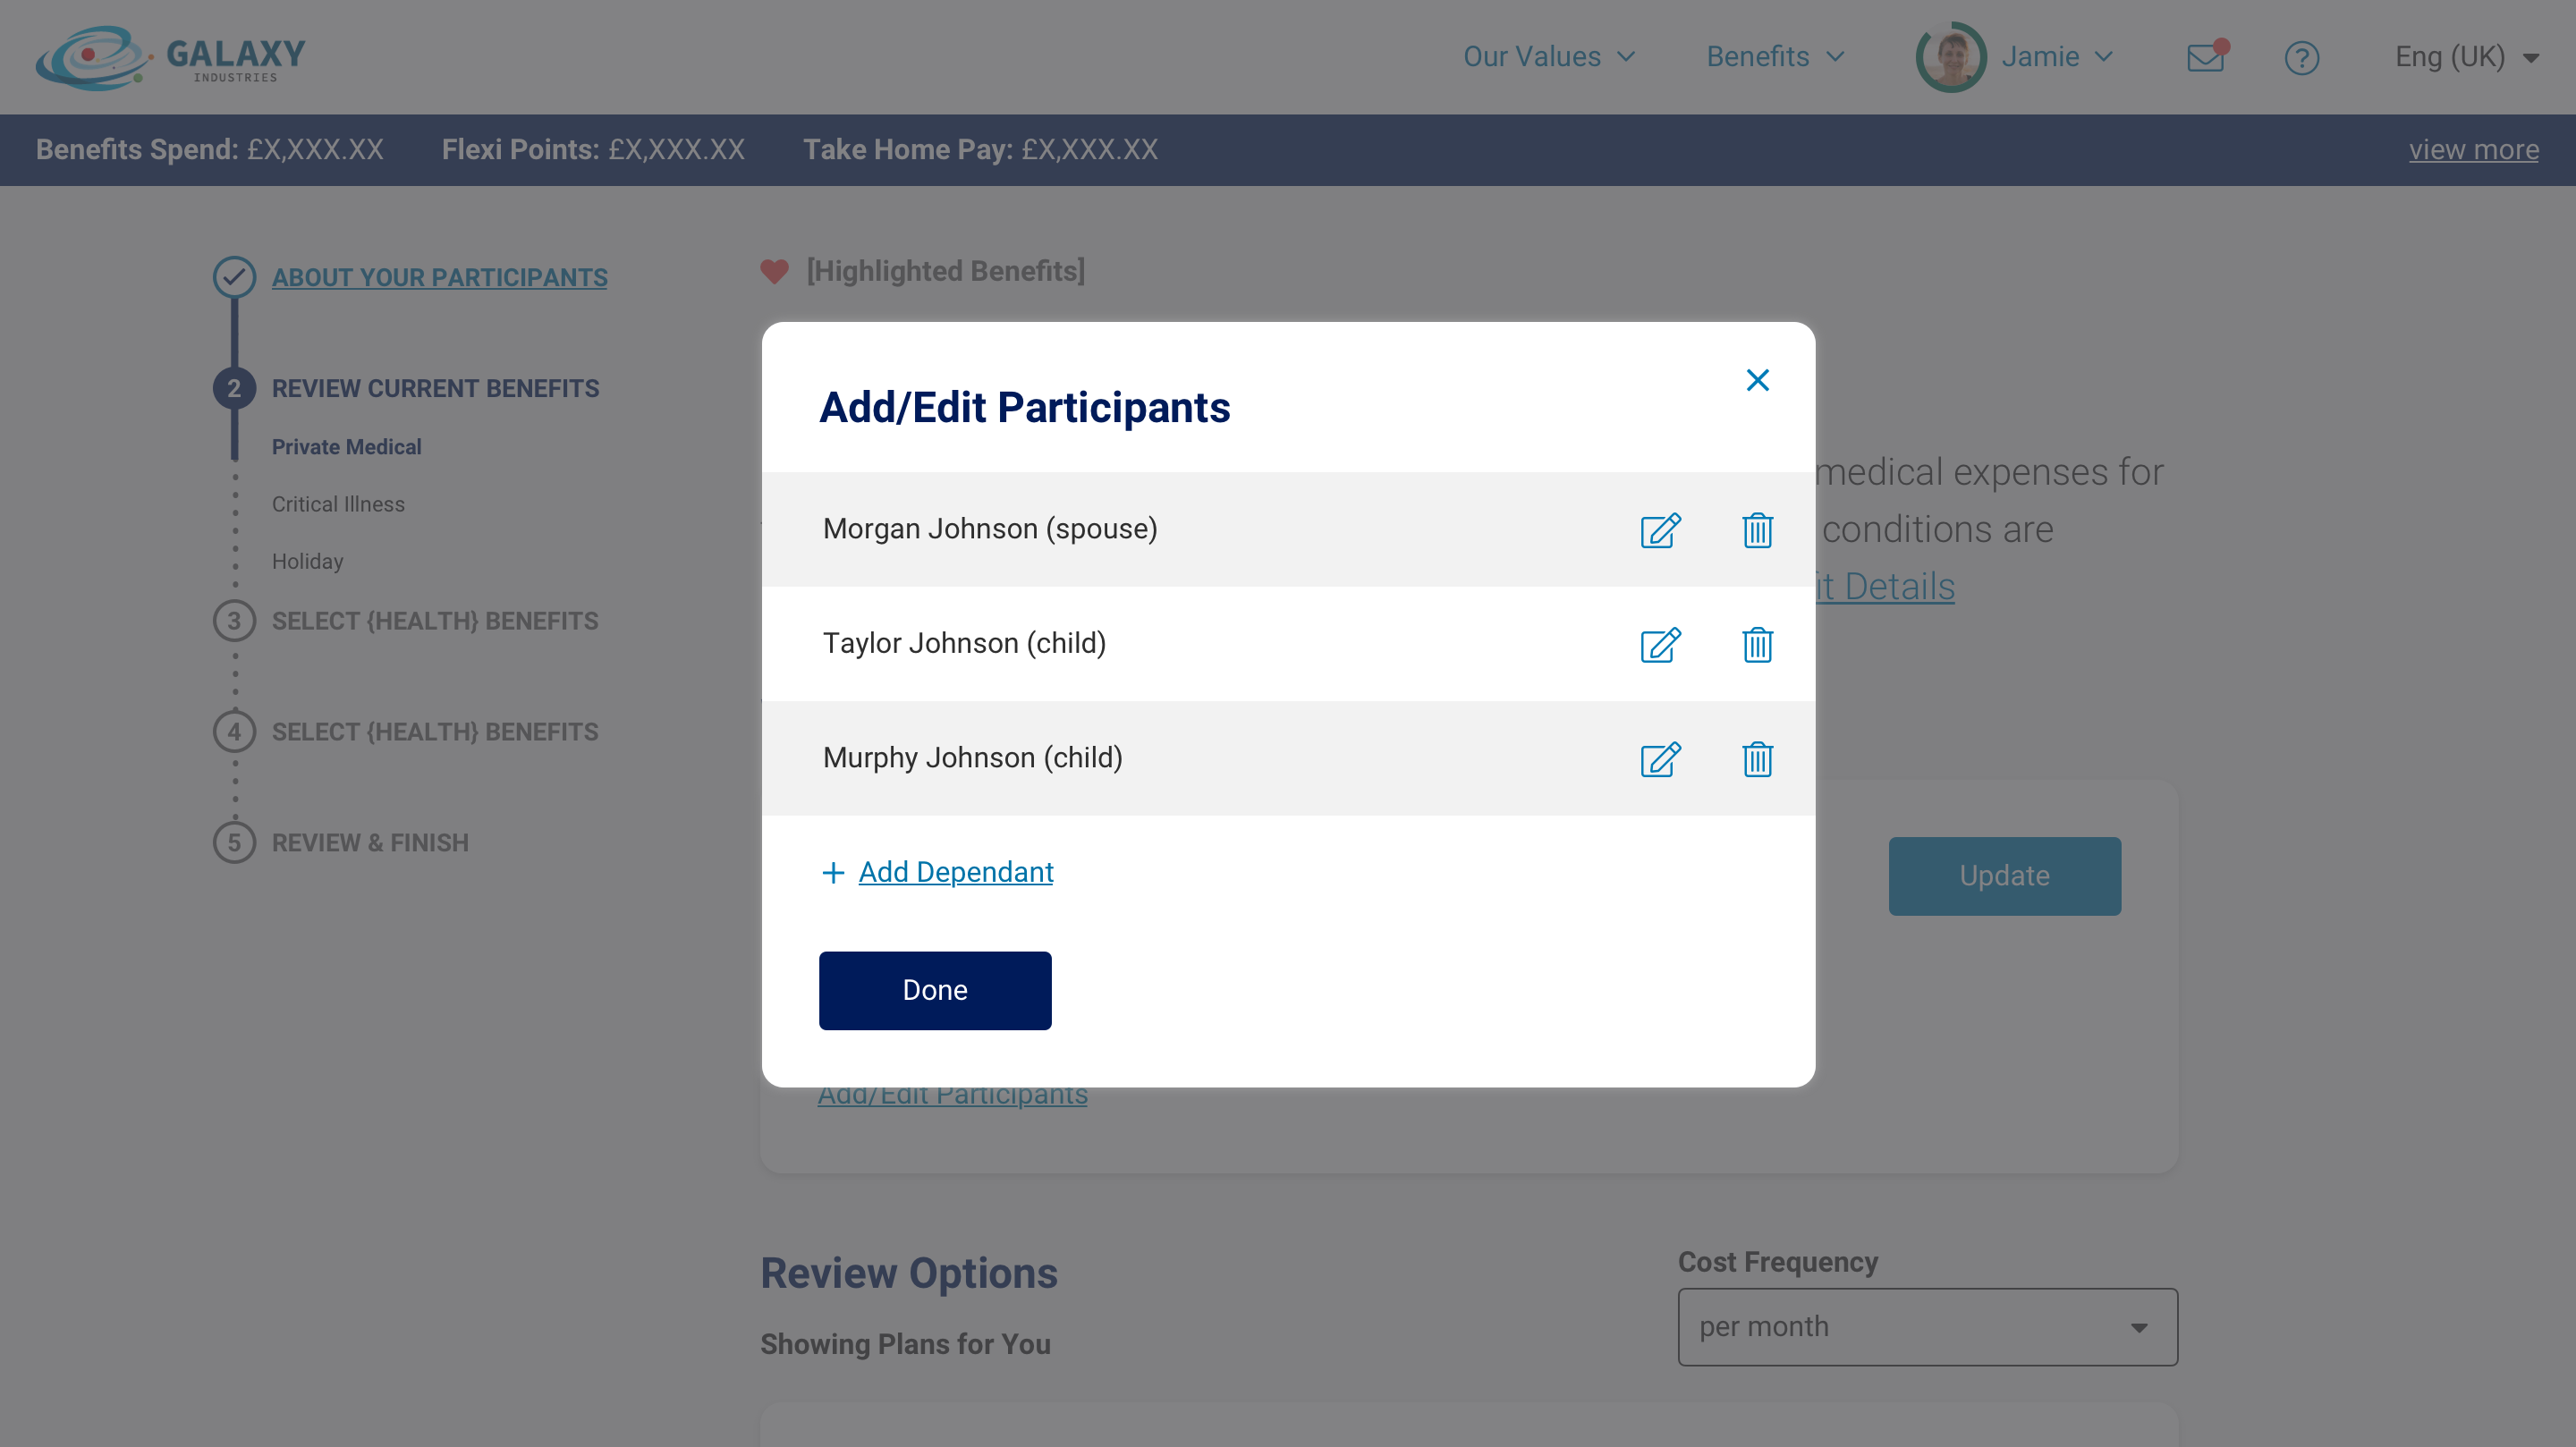 GALAXY
INDUSTRIES
Our Values
Benefits
Jamie
?
Eng (UK)
Benefits Spend: £X,XXX.XX
Flexi Points: £X,XXX.XX
Take Home Pay: £X,XXX.XX
view more
ABOUT YOUR PARTICIPANTS
2 REVIEW CURRENT BENEFITS
Private Medical
Critical Illness
Holiday
3 SELECT {HEALTH} BENEFITS
4 SELECT {HEALTH} BENEFITS
5 REVIEW & FINISH
[Highlighted Benefits]
medical expenses for
conditions are
it Details
Add/Edit Participants
Morgan Johnson (spouse)
Taylor Johnson (child)
Murphy Johnson (child)
+ Add Dependant
Done
Update
Add/Edit Participants
Review Options
Showing Plans for You
Cost Frequency
per month